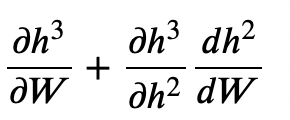 ∂h³/∂W + ∂h³/∂h² dh²/dW